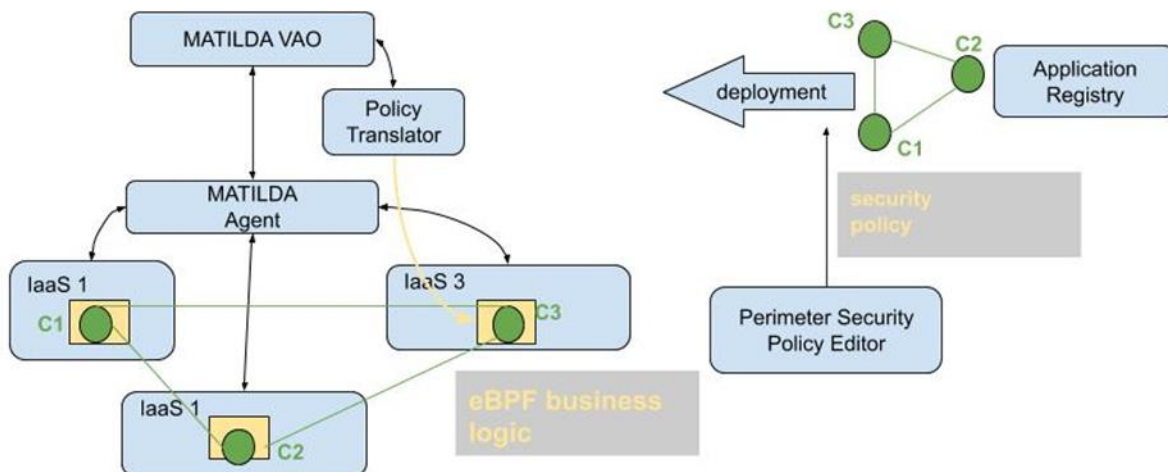 MATILDA VAO
Policy
Translator
MATILDA
Agent
IaaS 1
C1
IaaS 3
C3
IaaS 1
C2
eBPF business
logic
deployment
C3
C2
C1
Application
Registry
security
policy
Perimeter Security
Policy Editor